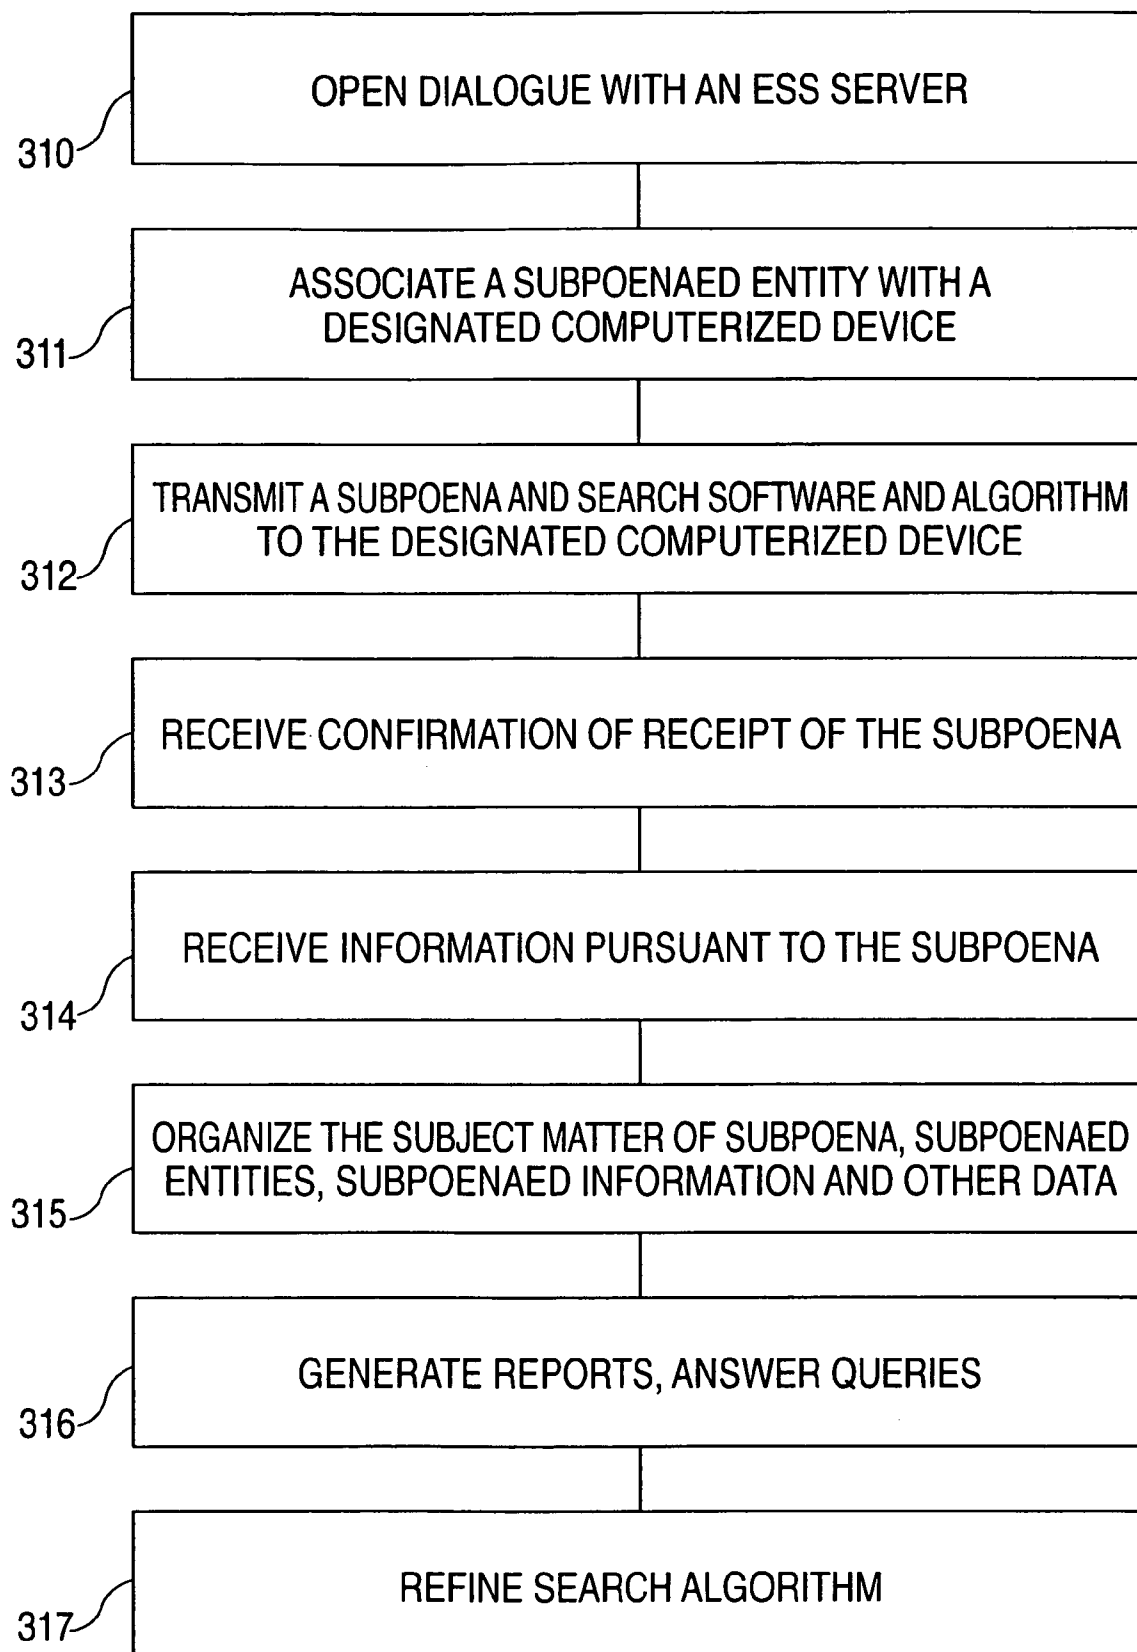 OPEN DIALOGUE WITH AN ESS SERVER
310
ASSOCIATE A SUBPOENAED ENTITY WITH A
DESIGNATED COMPUTERIZED DEVICE
311
TRANSMIT A SUBPOENA AND SEARCH SOFTWARE AND ALGORITHM
TO THE DESIGNATED COMPUTERIZED DEVICE
312
RECEIVE CONFIRMATION OF RECEIPT OF THE SUBPOENA
313
RECEIVE INFORMATION PURSUANT TO THE SUBPOENA
314
ORGANIZE THE SUBJECT MATTER OF SUBPOENA, SUBPOENAED
ENTITIES, SUBPOENAED INFORMATION AND OTHER DATA
315
GENERATE REPORTS, ANSWER QUERIES
316
REFINE SEARCH ALGORITHM
317